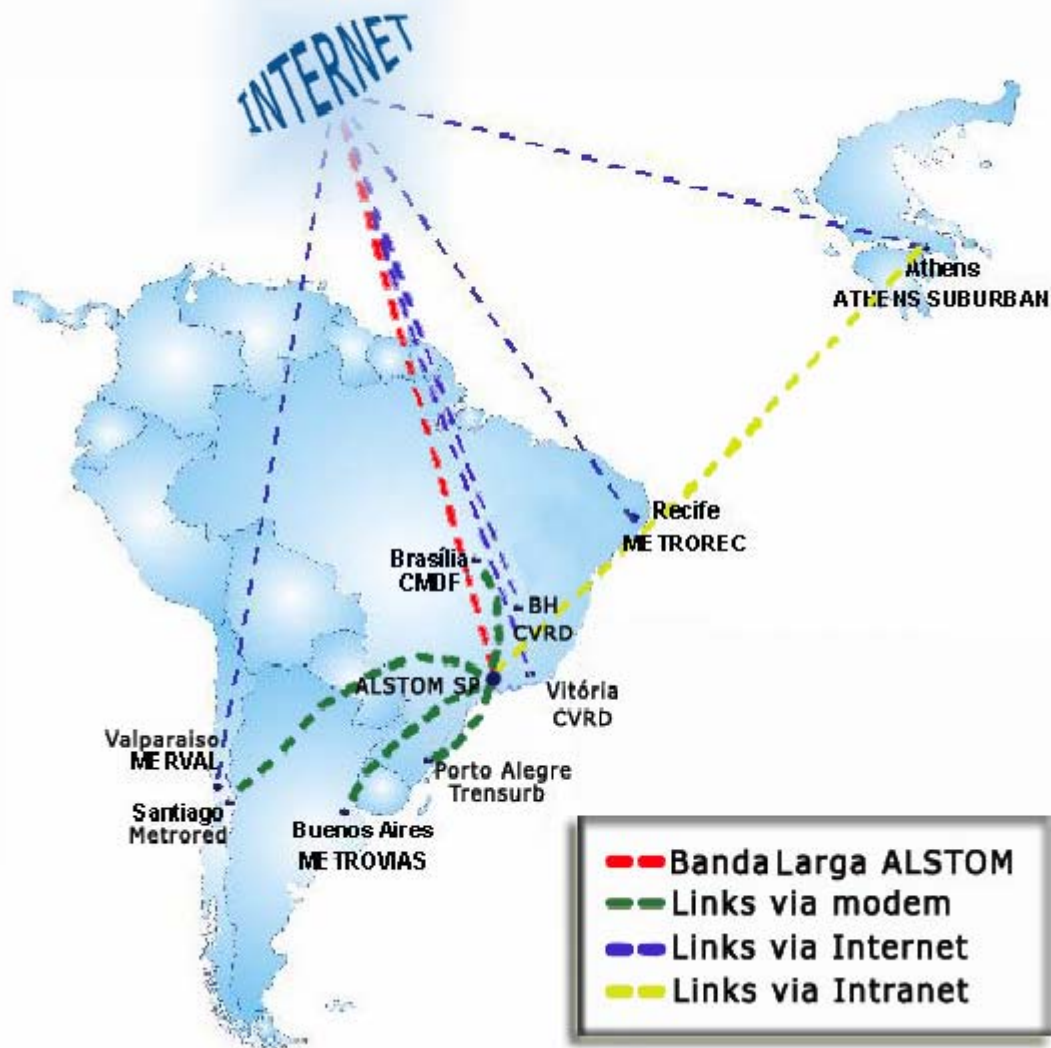 INTERNET
Athens
ATHENS SUBURBAN
Recife
METROREC
Brasília
CMDF
BH
CVRD
ALSTOM SP
Vitória
CVRD
Valparaiso
MERVAL
Porto Alegre
Trensurb
Santiago
Metrored
Buenos Aires
METROVIAS
Banda Larga ALSTOM
Links via modem
Links via Internet
Links via Intranet